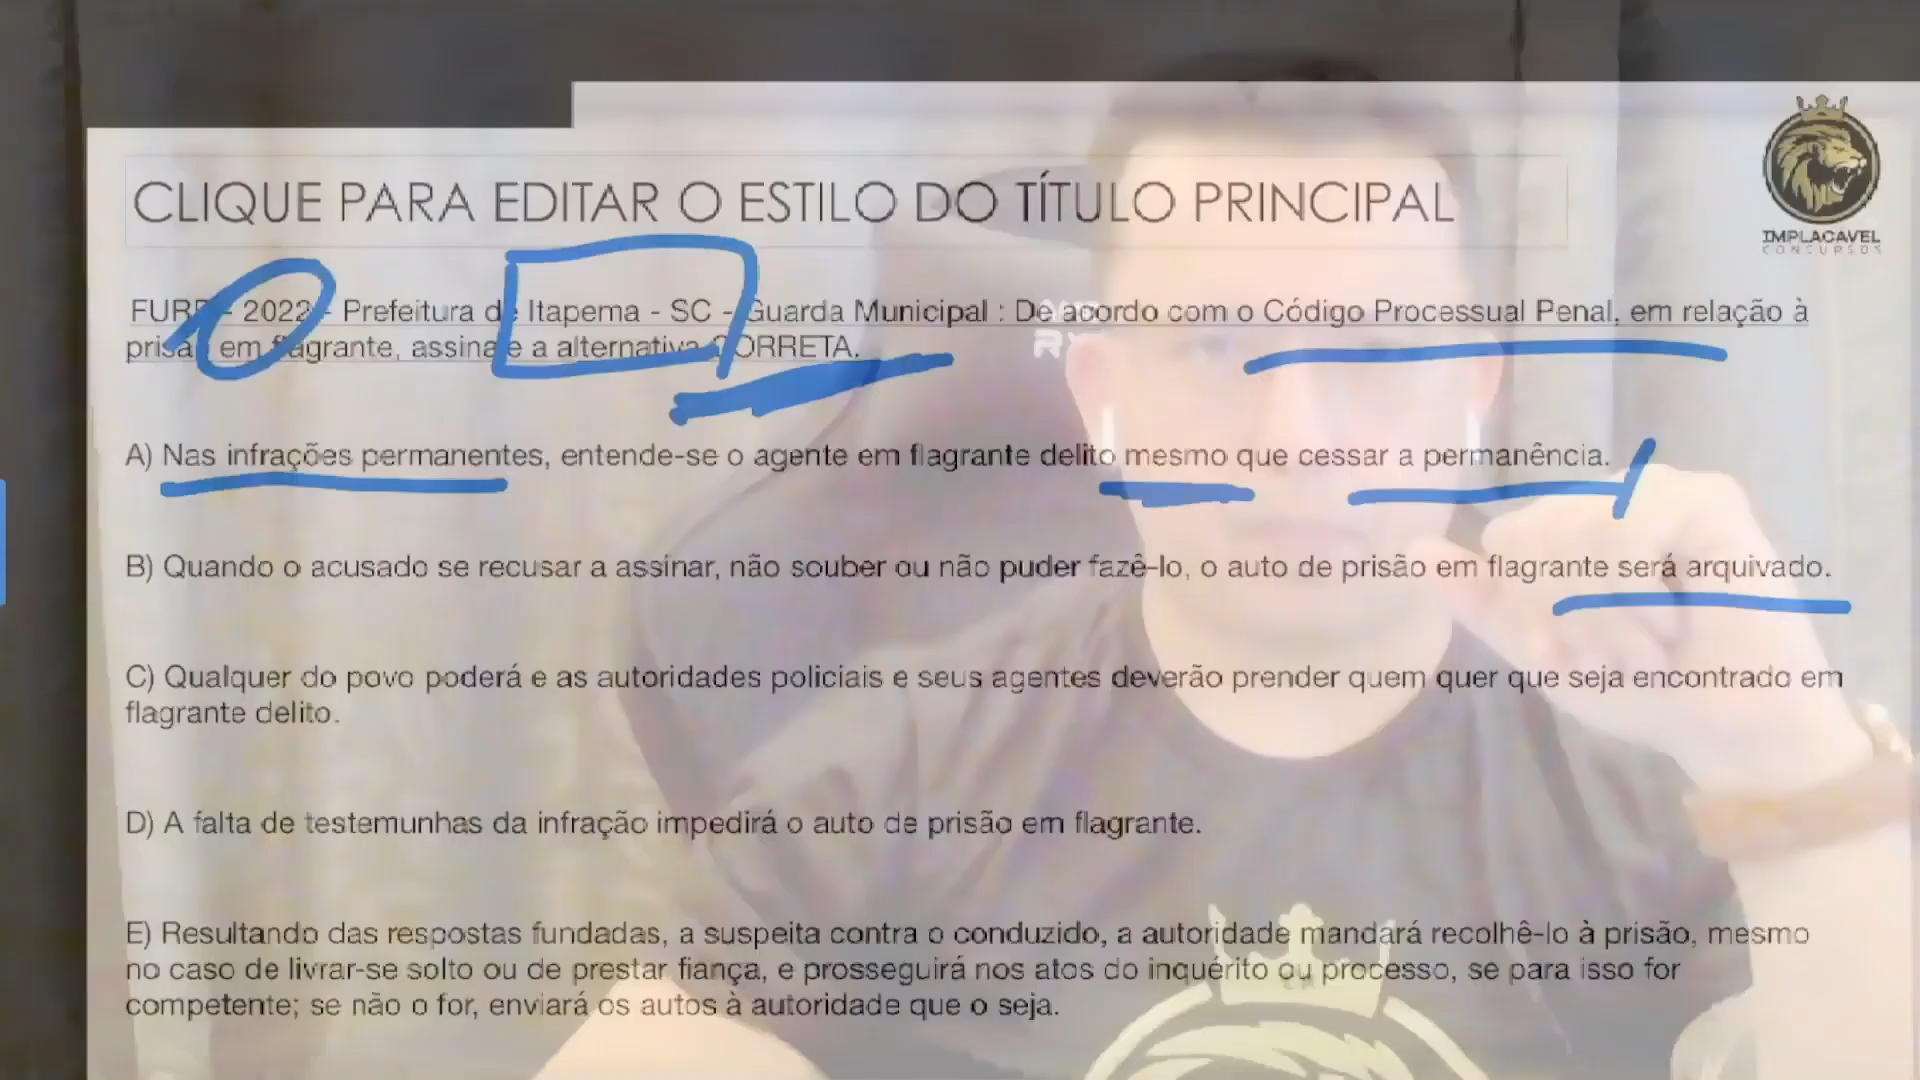 CLIQUE PARA EDITAR O ESTILO DO TÍTULO PRINCIPAL
IMPLACAVEL
CONCURSOS
FURB - 2022 - Prefeitura de Itapema - SC - Guarda Municipal : De acordo com o Código Processual Penal, em relação à
prisão em flagrante, assinale a alternativa CORRETA.
A) Nas infrações permanentes, entende-se o agente em flagrante delito mesmo que cessar a permanência.
B) Quando o acusado se recusar a assinar, não souber ou não puder fazê-lo, o auto de prisão em flagrante será arquivado.
C) Qualquer do povo poderá e as autoridades policiais e seus agentes deverão prender quem quer que seja encontrado em
flagrante delito.
D) A falta de testemunhas da infração impedirá o auto de prisão em flagrante.
E) Resultando das respostas fundadas, a suspeita contra o conduzido, a autoridade mandará recolhê-lo à prisão, mesmo
no caso de livrar-se solto ou de prestar fiança, e prosseguirá nos atos do inquérito ou processo, se para isso for
competente; se não o for, enviará os autos à autoridade que o seja.